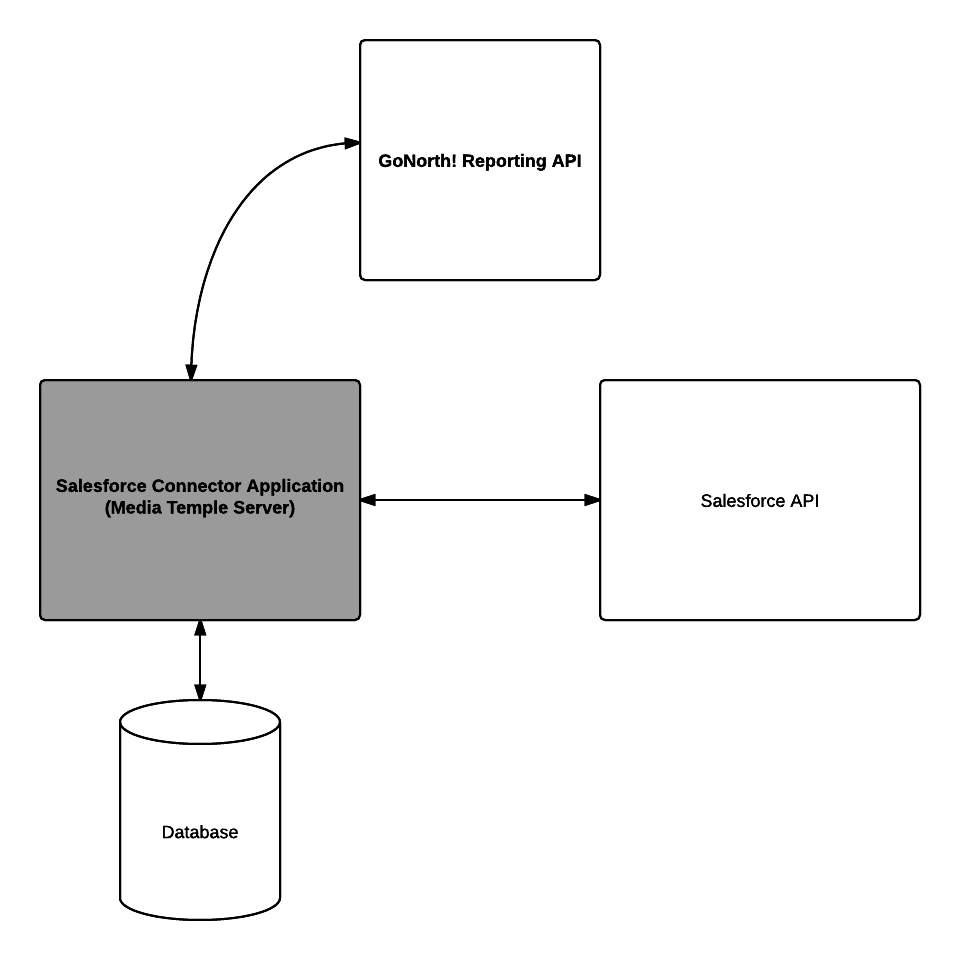 GoNorth! Reporting API
Salesforce Connector Application
(Media Temple Server)
Salesforce API
Database